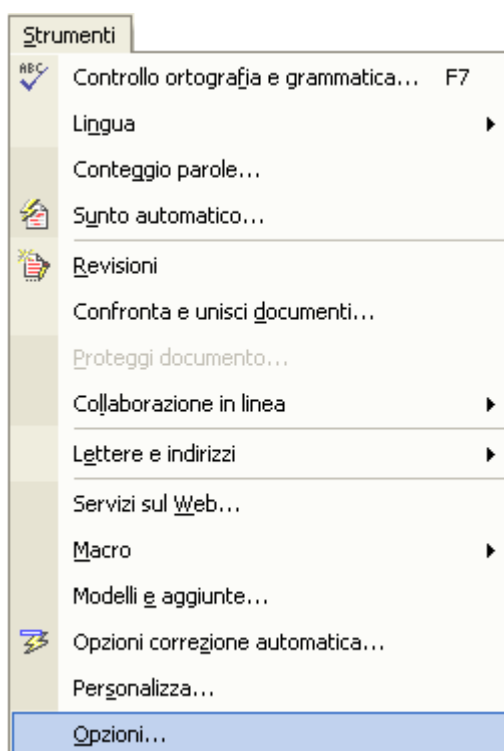 Strumenti
ABC
Controllo ortografia e grammatica... F7
Lingua
Conteggio parole...
Sunto automatico...
Revisioni
Confronta e unisci documenti...
Proteggi documento...
Collaborazione in linea
Lettere e indirizzi
Servizi sul Web...
Macro
Modelli e aggiunte...
Opzioni correzione automatica...
Personalizza...
Opzioni...